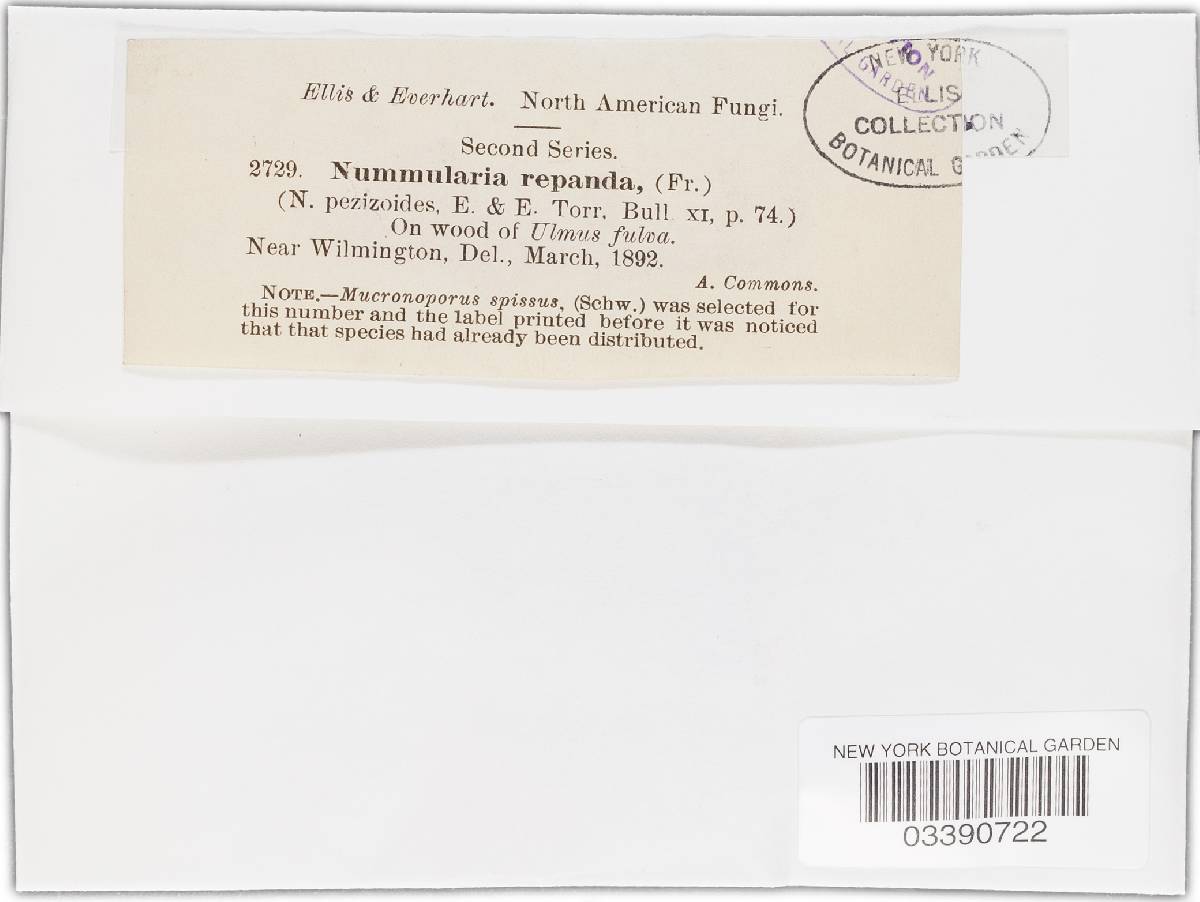 Ellis & Everhart. North American Fungi.
Second Series.
2729. Nummularia repanda, (Fr.)
(N. pezizoides, E. & E. Torr. Bull XI, p. 74.)
On wood of Ulmus fulva.
Near Wilmington, Del., March, 1892.
A. Commons.
NOTE.—Mucronoporus spissus, (Schw.) was selected for
this number and the label printed before it was noticed
that that species had already been distributed.
NEW YORK
ELLIS
COLLECTION
BOTANICAL GARDEN
GARDEN
NEW YORK BOTANICAL GARDEN
03390722